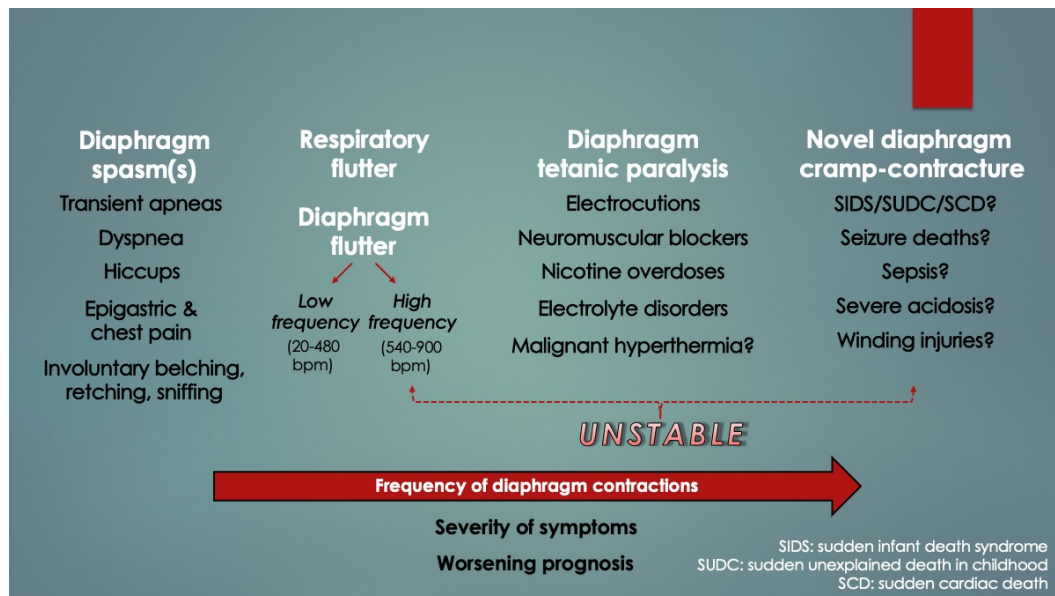 Diaphragm
spasm(s)
Transient apneas
Dyspnea
Hiccups
Epigastric &
chest pain
Involuntary belching,
retching, sniffing
Respiratory
flutter
Diaphragm
flutter
Low
frequency
(20-480
bpm)
High
frequency
(540-900
bpm)
Diaphragm
tetanic paralysis
Electrocutions
Neuromuscular blockers
Nicotine overdoses
Electrolyte disorders
Malignant hyperthermia?
Novel diaphragm
cramp-contracture
SIDS/SUDC/SCD?
Seizure deaths?
Sepsis?
Severe acidosis?
Winding injuries?
UNSTABLE
Frequency of diaphragm contractions
Severity of symptoms
Worsening prognosis
SIDS: sudden infant death syndrome
SUDC: sudden unexplained death in childhood
SCD: sudden cardiac death